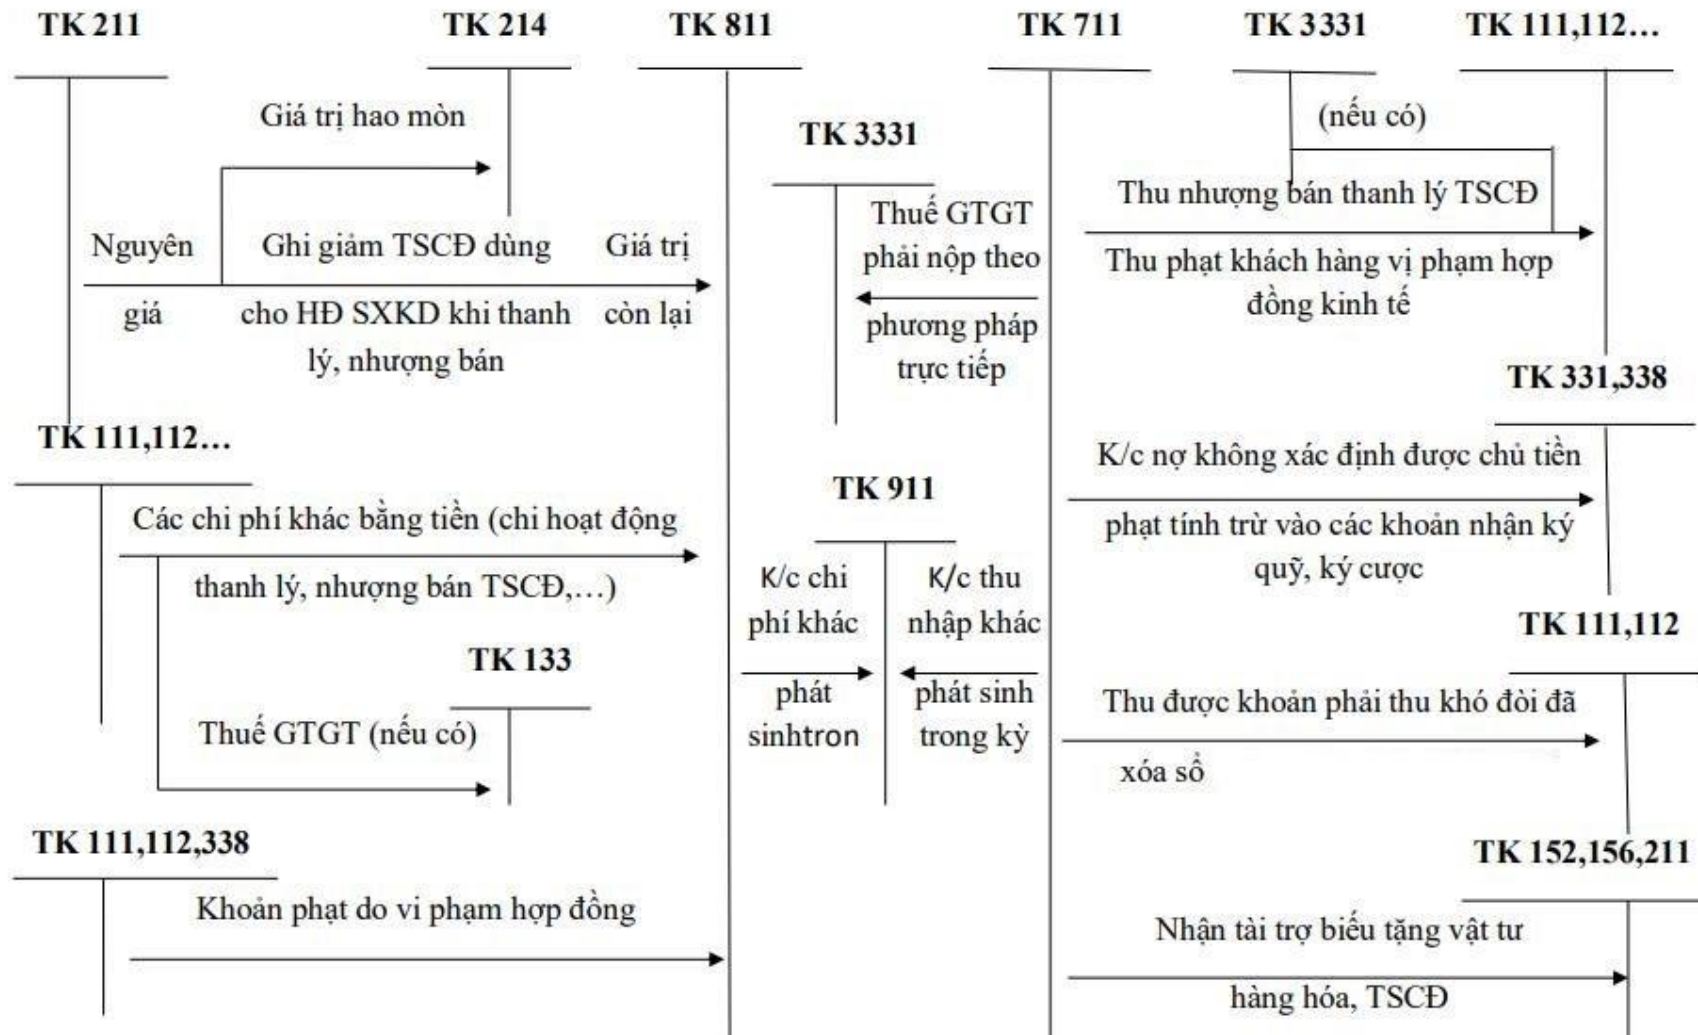 TK 211
TK 214
TK 811
TK 711
TK 3331
TK 111,112...
Giá trị hao mòn
(nếu có)
TK 3331
Thu nhượng bán thanh lý TSCĐ
Nguyên
Ghi giảm TSCĐ dùng
Giá trị
Thuế GTGT
phải nộp theo
giá
cho HĐ SXKD khi thanh
còn lại
lý, nhượng bán
phương pháp
trực tiếp
Thu phạt khách hàng vị phạm hợp
đồng kinh tế
TK 331,338
TK 111,112...
K/c nợ không xác định được chủ tiền
phạt tính trừ vào các khoản nhận ký
quỹ, ký cược
TK 911
Các chi phí khác bằng tiền (chi hoạt động
thanh lý, nhượng bán TSCĐ,...)
K/c chi
phí khác
phát
sinhtron
K/c thu
nhập khác
phát sinh
trong kỳ
TK 111,112
TK 133
Thuế GTGT (nếu có)
Thu được khoản phải thu khó đòi đã
xóa sổ
TK 111,112,338
TK 152,156,211
Khoản phạt do vi phạm hợp đồng
Nhận tài trợ biếu tặng vật tư
hàng hóa, TSCĐ